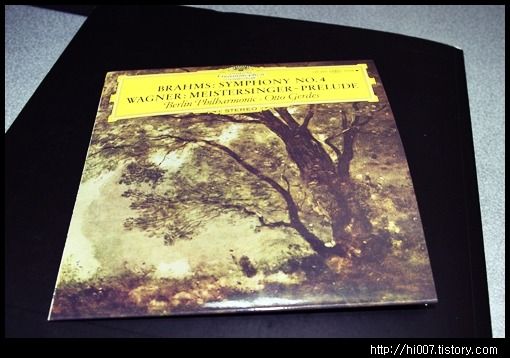 BRAHMS: SYMPHONY NO. 4
WAGNER: MEISTERSINGER - PRELUDE
Berlin Philharmonic · Otto Gerdes
STEREO
http://hi007.tistory.com